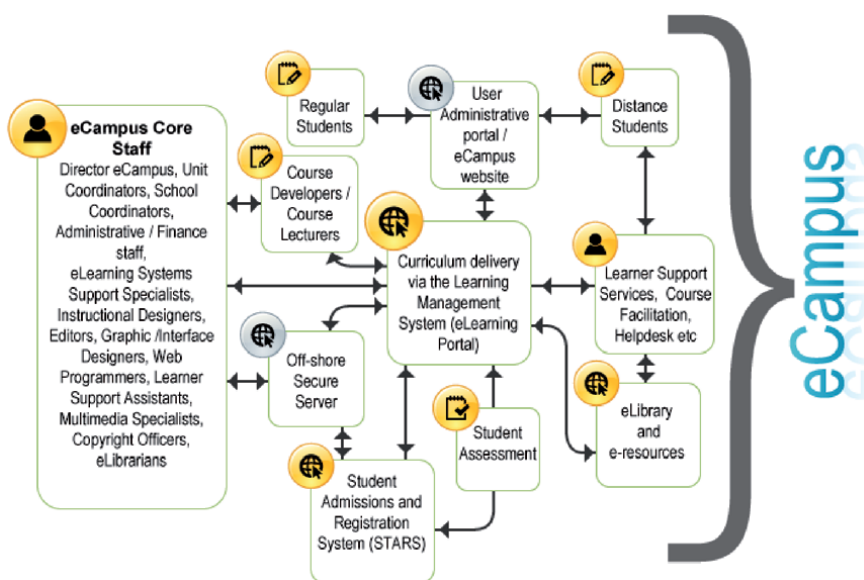 eCampus Core
Staff
Director eCampus, Unit
Coordinators, School
Coordinators,
Administrative / Finance
staff,
eLearning Systems
Support Specialists,
Instructional Designers,
Editors, Graphic /Interface
Designers, Web
Programmers, Learner
Support Assistants,
Multimedia Specialists,
Copyright Officers,
eLibrarians
Regular
Students
User
Administrative
portal /
eCampus
website
Distance
Students
Course
Developers /
Course
Lecturers
Curriculum delivery
via the Learning
Management
System (eLearning
Portal)
Learner Support
Services, Course
Facilitation,
Helpdesk etc
Off-shore
Secure
Server
Student
Assessment
eLibrary
and
e-resources
Student
Admissions and
Registration
System (STARS)
eCampus